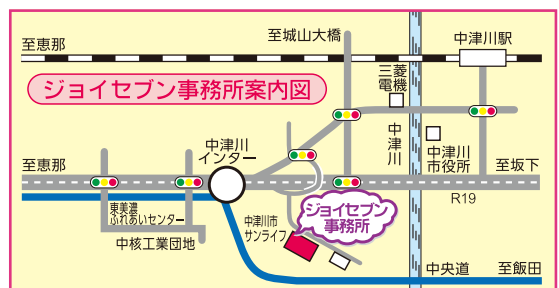 至恵那
至城山大橋
中津川駅
ジョイセブン事務所案内図
三菱
電機
中津川
中津川
市役所
中津川
インター
至恵那
至坂下
R19
東美濃
ふれあいセンター
中核工業団地
中津川市
サンライフ
ジョイセブン
事務所
中央道
至飯田